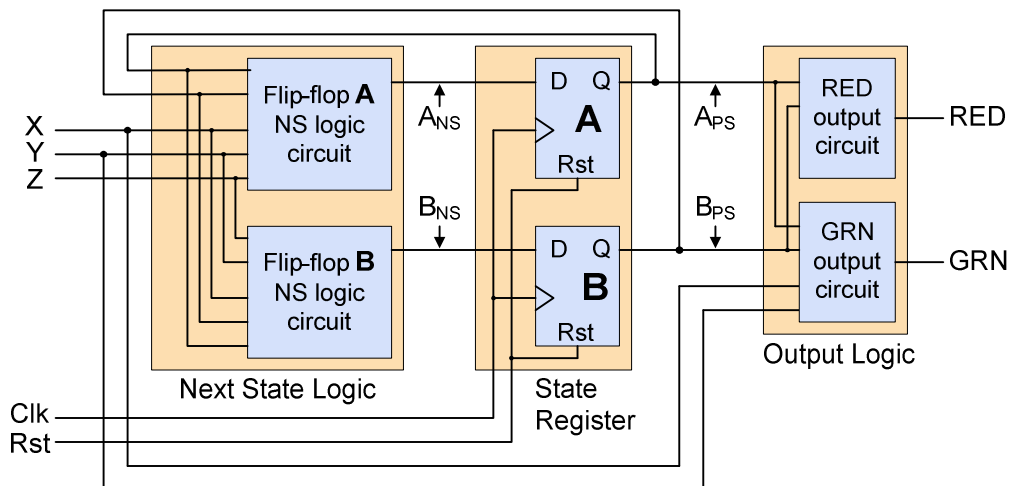 X
Y
Z
Flip-flop A
NS logic
circuit
Flip-flop B
NS logic
circuit
Next State Logic
A_NS
B_NS
D Q
A
Rst
D Q
B
Rst
State
Register
A_PS
B_PS
RED
output
circuit
GRN
output
circuit
Output Logic
RED
GRN
Clk
Rst